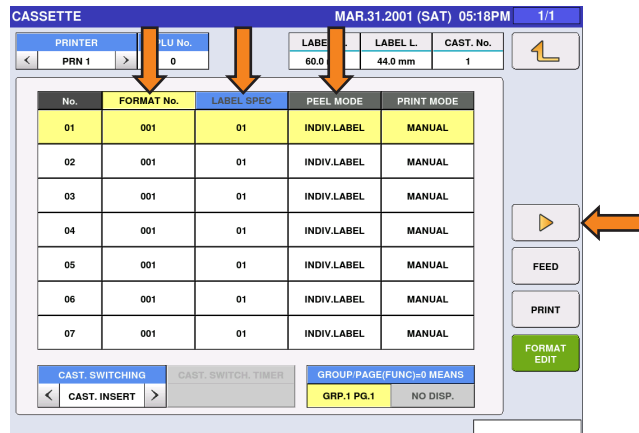 CASSETTE MAR.31.2001 (SAT) 05:18PM 1/1
PRINTER PLU No. LABEL L. CAST. No.
< PRN 1 > 0 60.0 44.0 mm 1
No. FORMAT No. LABEL SPEC PEEL MODE PRINT MODE
01 001 01 INDIV.LABEL MANUAL
02 001 01 INDIV.LABEL MANUAL
03 001 01 INDIV.LABEL MANUAL
04 001 01 INDIV.LABEL MANUAL
05 001 01 INDIV.LABEL MANUAL
06 001 01 INDIV.LABEL MANUAL
07 001 01 INDIV.LABEL MANUAL
FEED
PRINT
FORMAT
EDIT
CAST. SWITCHING CAST. SWITCH. TIMER GROUP/PAGE(FUNC)=0 MEANS
< CAST. INSERT > GRP.1 PG.1 NO DISP.